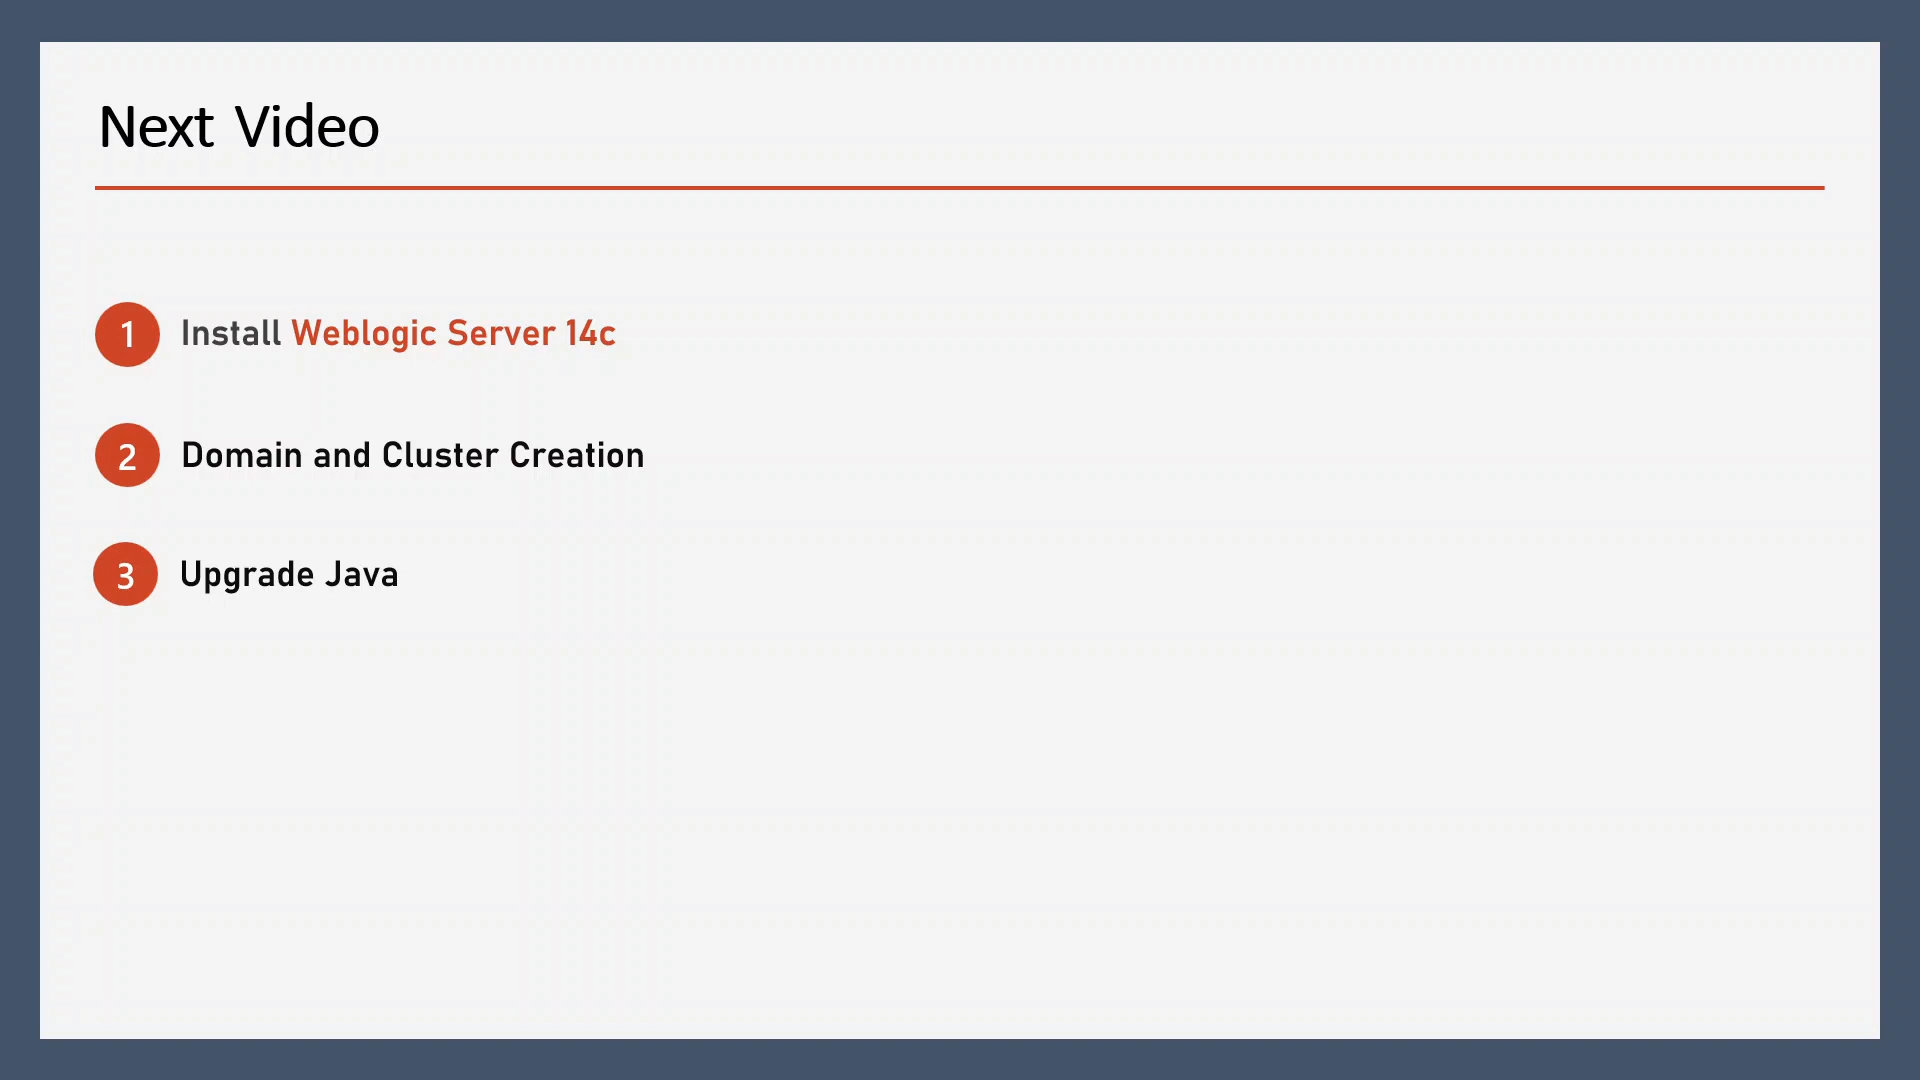 Next Video
1 Install Weblogic Server 14c
2 Domain and Cluster Creation
3 Upgrade Java